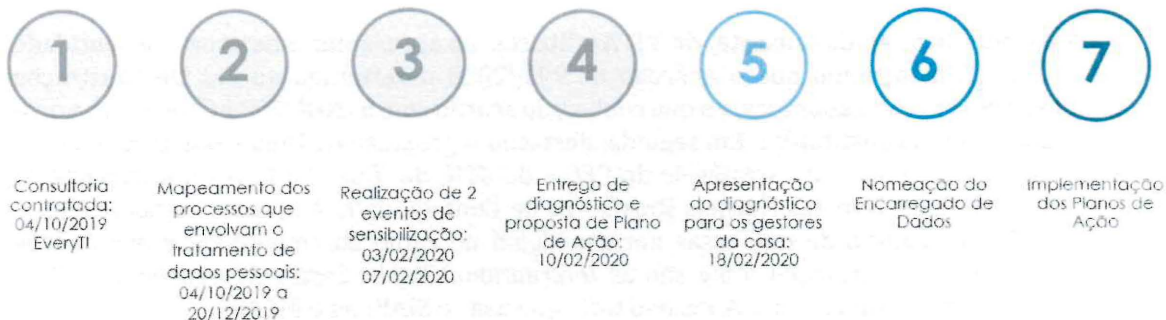 1
2
3
4
5
6
7
Consultoria
contratada:
04/10/2019
EveryTI
Mapeamento dos
processos que
envolvam o
tratamento de
dados pessoais:
04/10/2019 a
20/12/2019
Realização de 2
eventos de
sensibilização:
03/02/2020
07/02/2020
Entrega de
diagnóstico e
proposta de Plano
de Ação:
10/02/2020
Apresentação
do diagnóstico
para os gestores
da casa:
18/02/2020
Nomeação do
Encarregado de
Dados
Implementação
dos Planos de
Ação